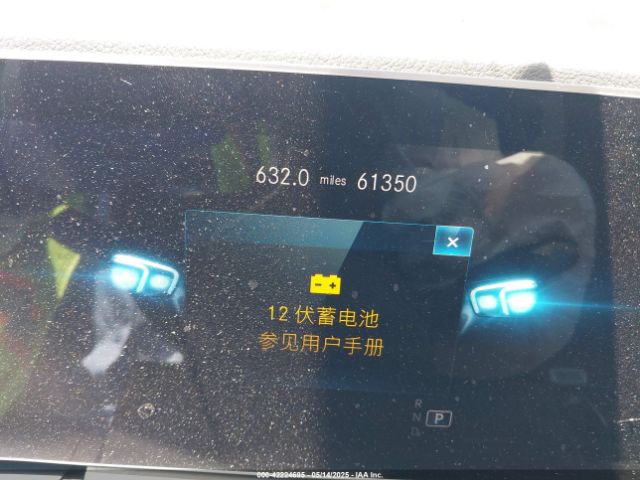 632.0 miles 61350
×
12 伏蓄电池
参见用户手册
R
N P
D
000-42224695 - 05/14/2025 - IAA Inc.